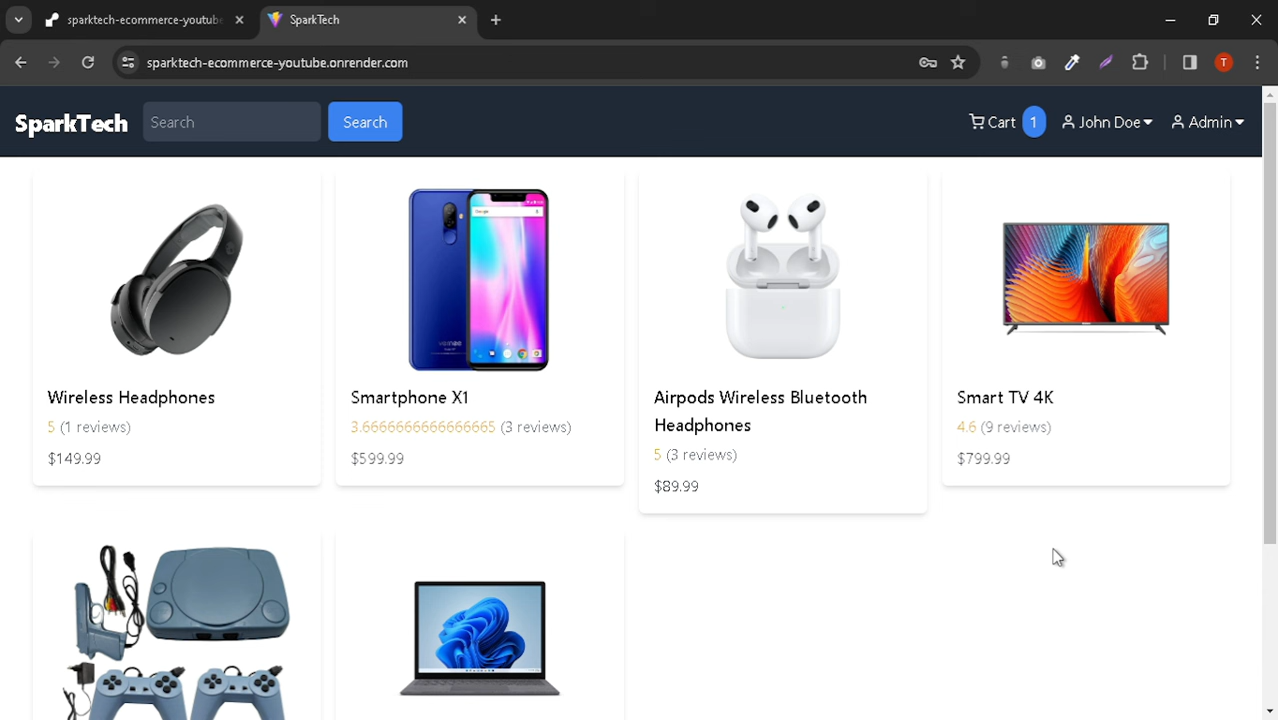 sparktech-ecommerce-youtube
SparkTech
sparktech-ecommerce-youtube.onrender.com
T
SparkTech
Search
Search
Cart 1
John Doe
Admin
Wireless Headphones
5 (1 reviews)
$149.99
Smartphone X1
3.6666666666666665 (3 reviews)
$599.99
Airpods Wireless Bluetooth
Headphones
5 (3 reviews)
$89.99
Smart TV 4K
4.6 (9 reviews)
$799.99